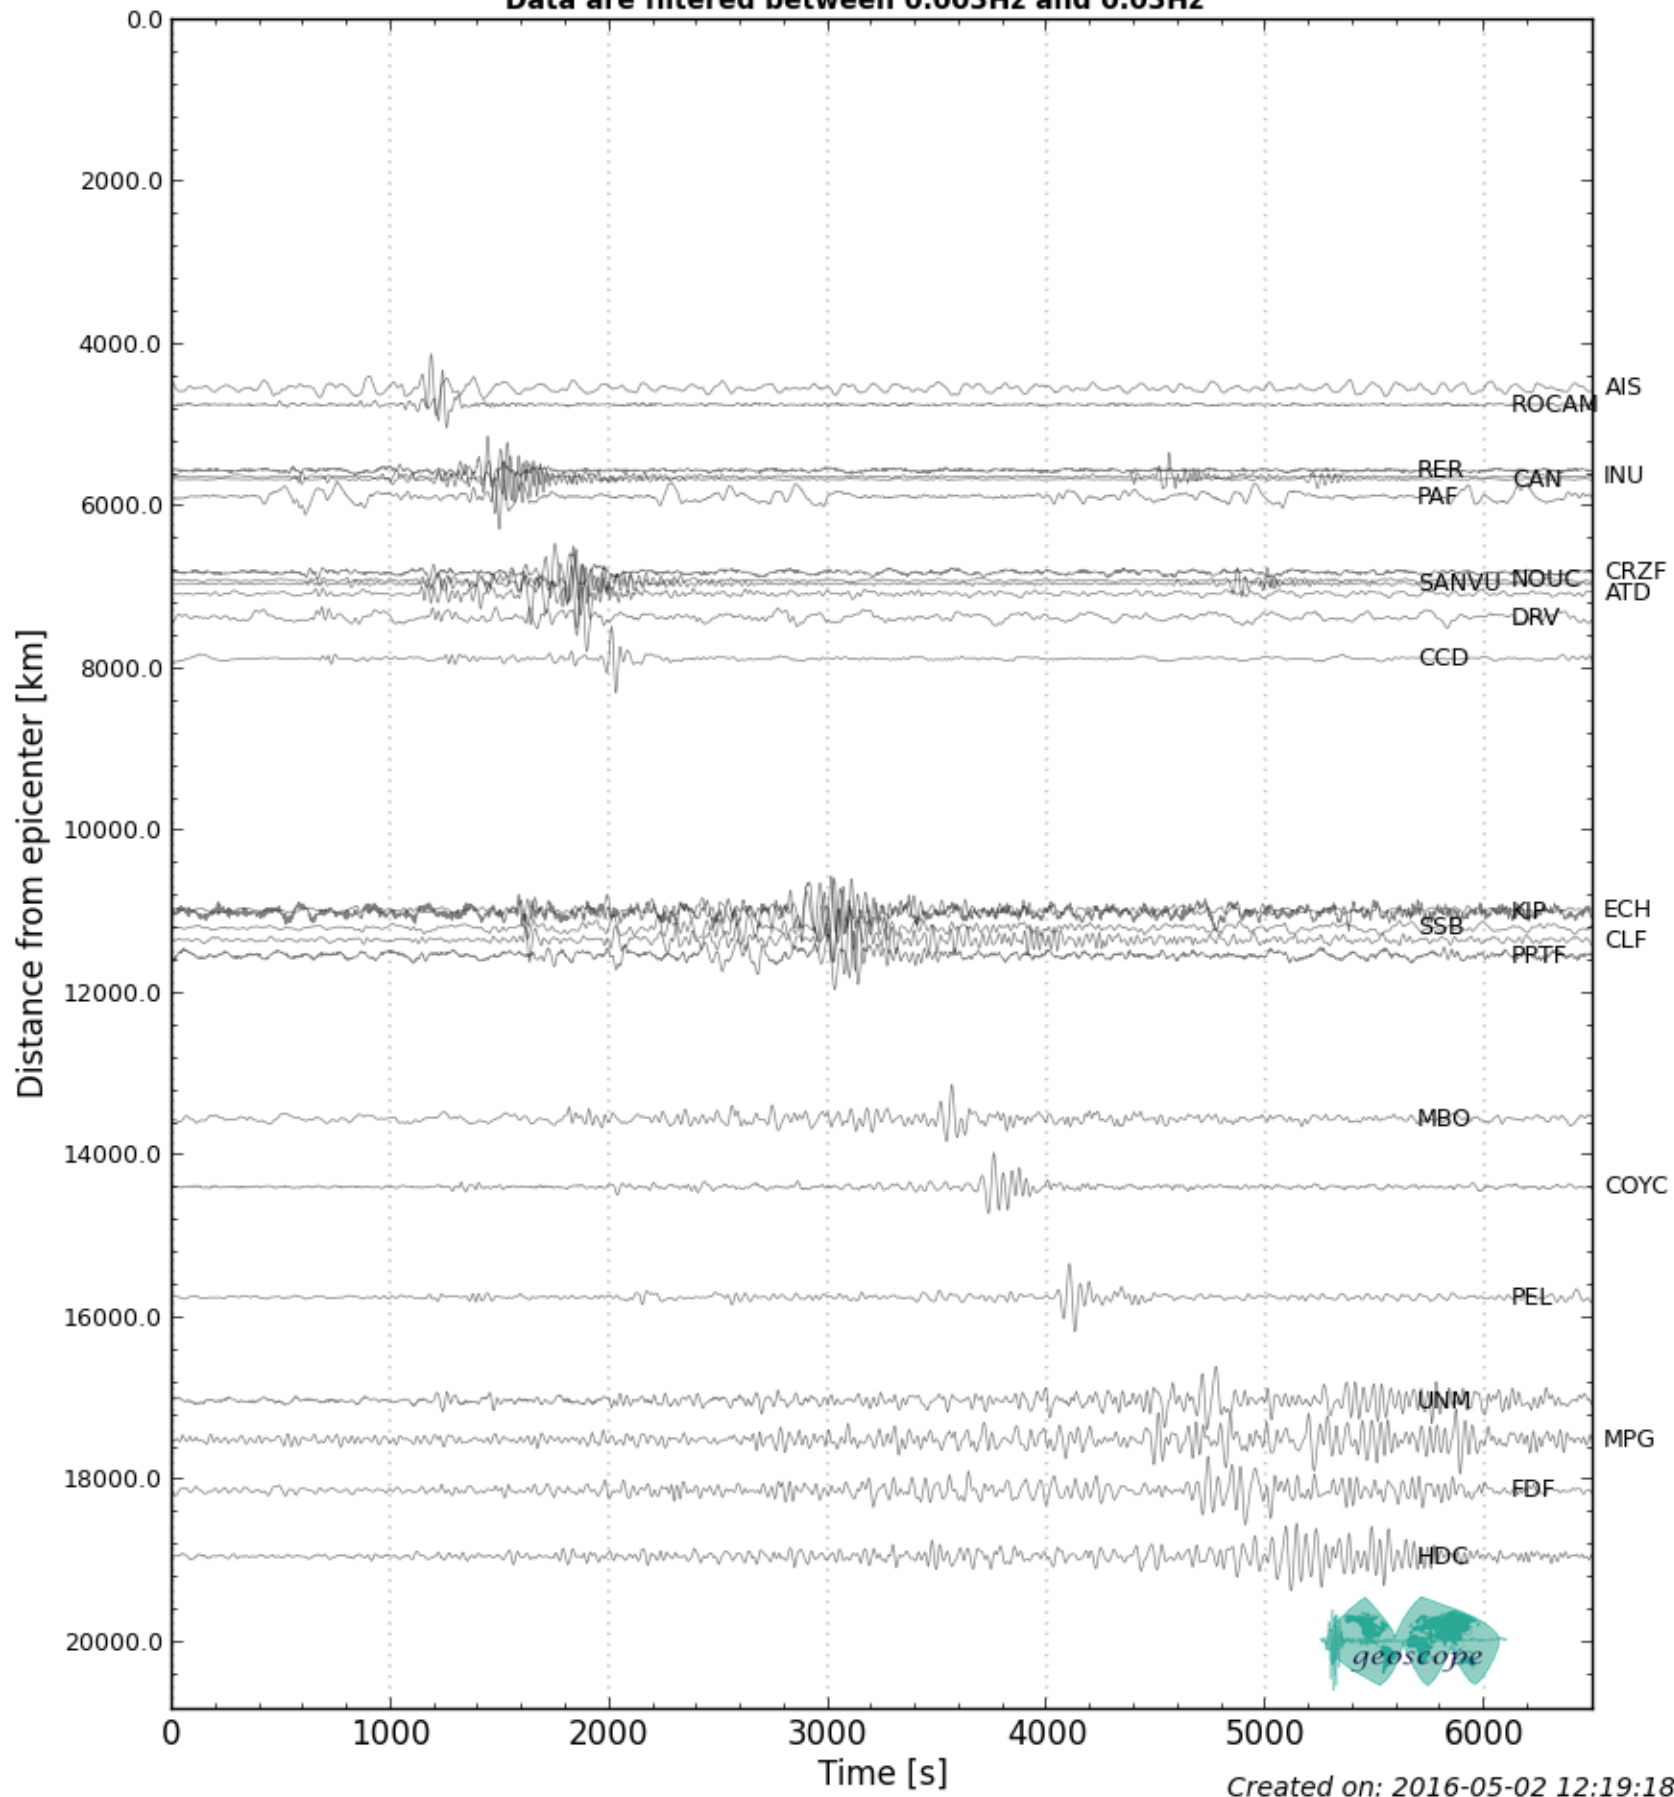 Data are filtered between 0.005Hz and 0.05Hz
0.0
2000.0
4000.0
AIS
ROCAM
RER
CAN
INU
PAF
6000.0
CRZF
NOUC
SANVU
ATD
DRV
CCD
8000.0
Distance from epicenter [km]
10000.0
KIP
ECH
SSB
CLF
PPTF
12000.0
MBO
14000.0
COYC
PEL
16000.0
UNM
MPG
18000.0
FDF
HDC
20000.0
geoscope
0 1000 2000 3000 4000 5000 6000
Time [s]
Created on: 2016-05-02 12:19:18